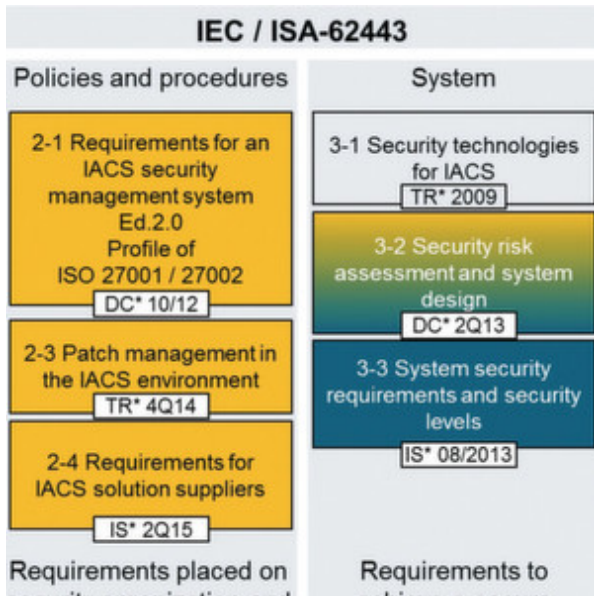 IEC / ISA-62443
Policies and procedures
2-1 Requirements for an
IACS security
management system
Ed.2.0
Profile of
ISO 27001 / 27002
DC* 10/12
2-3 Patch management in
the IACS environment
TR* 4Q14
2-4 Requirements for
IACS solution suppliers
IS* 2Q15
Requirements placed on
System
3-1 Security technologies
for IACS
TR* 2009
3-2 Security risk
assessment and system
design
DC* 2Q13
3-3 System security
requirements and security
levels
IS* 08/2013
Requirements to